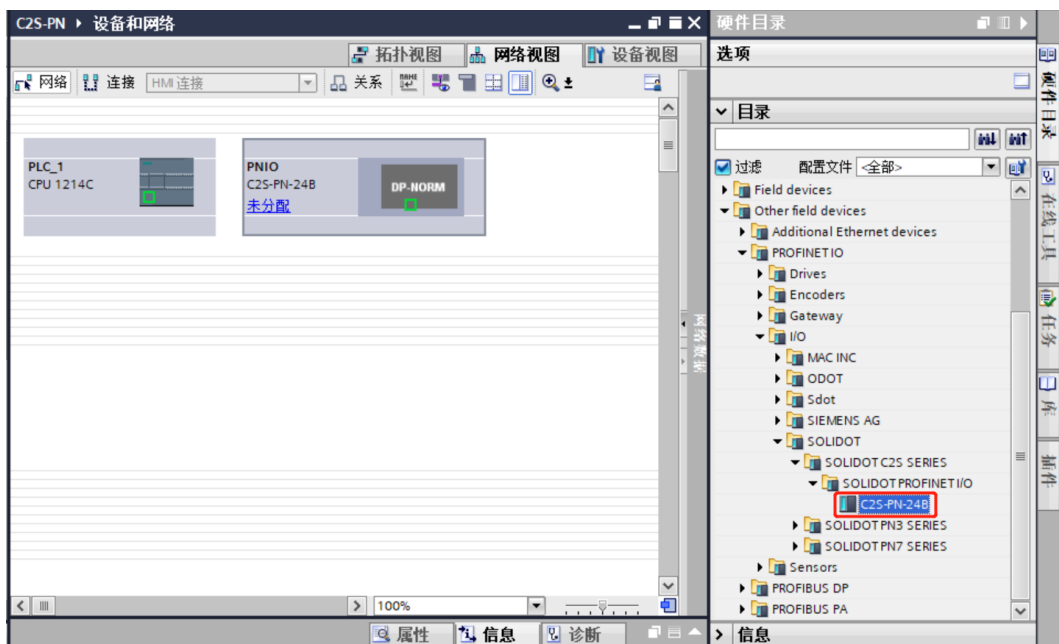 C2S-PN ▸ 设备和网络
硬件目录
拓扑视图 网络视图 设备视图
选项
网络 连接 HMI 连接 关系
目录
过滤 配置文件 <全部>
PLC_1
CPU 1214C
PNIO
C2S-PN-24B
未分配
DP-NORM
Field devices
Other field devices
Additional Ethernet devices
PROFINET IO
Drives
Encoders
Gateway
I/O
MAC INC
ODOT
Sdot
SIEMENS AG
SOLIDOT
SOLIDOT C2S SERIES
SOLIDOT PROFINET I/O
C2S-PN-24B
SOLIDOT PN3 SERIES
SOLIDOT PN7 SERIES
Sensors
PROFIBUS DP
PROFIBUS PA
网络数据
100%
属性 信息 诊断
信息
硬件目录
在线工具
任务
库
插件